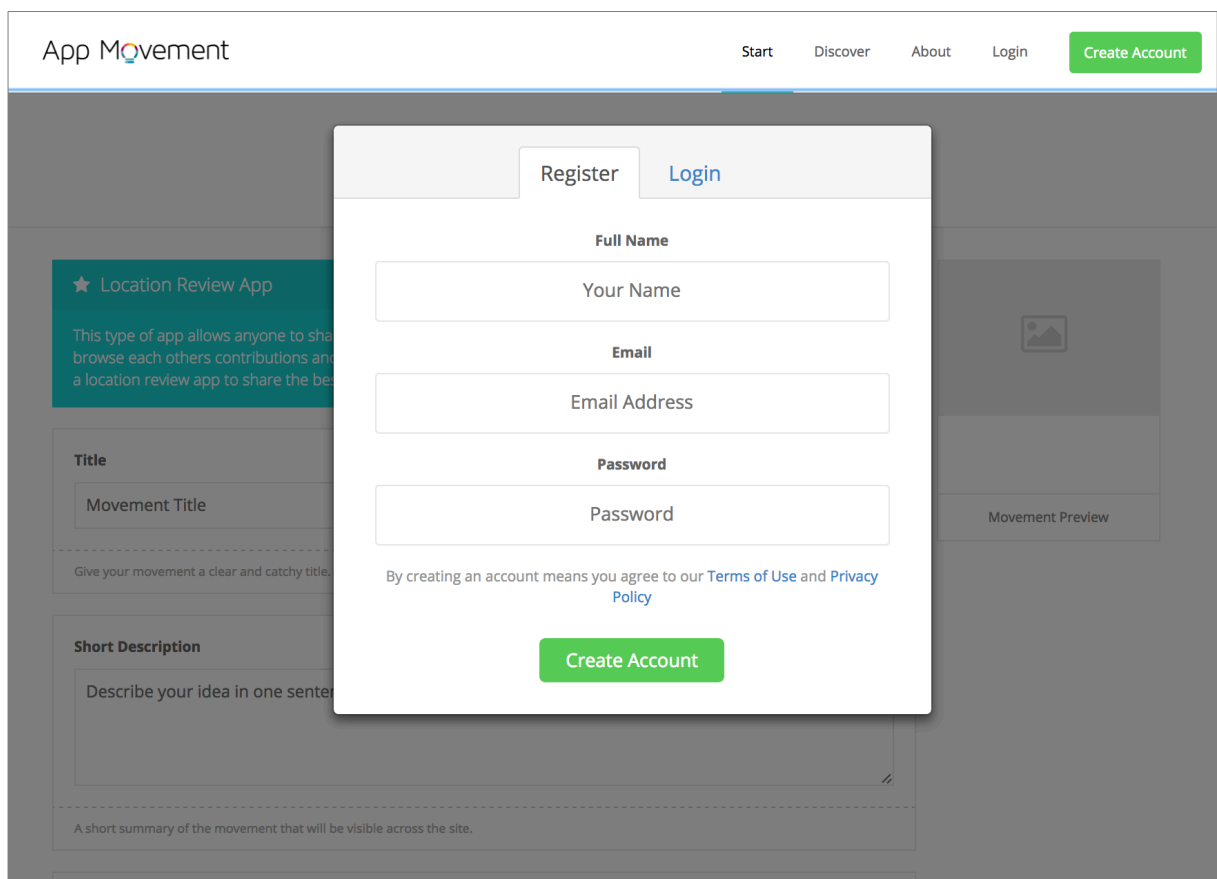 App Movement
Start Discover About Login Create Account
Register Login
Full Name
Your Name
Email
Email Address
Password
Password
By creating an account means you agree to our Terms of Use and Privacy
Policy
Create Account
Location Review App
This type of app allows anyone to
browse each others contributions
a location review app to share the
Title
Movement Title
Give your movement a clear and catchy title.
Short Description
Describe your idea in one
A short summary of the movement that will be visible across the site.
Movement Preview